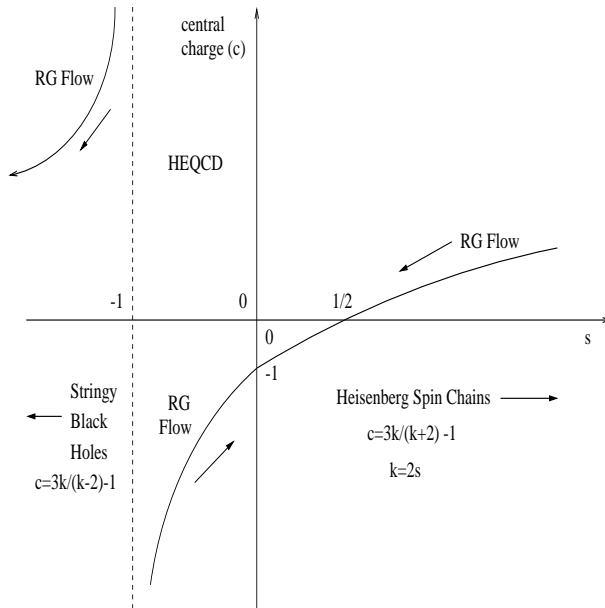 central
charge (c)
RG Flow
HEQCD
RG Flow
-1
0
1/2
0
s
-1
Stringy
Black
Holes
c=3k/(k-2)-1
RG
Flow
Heisenberg Spin Chains
c=3k/(k+2) -1
k=2s